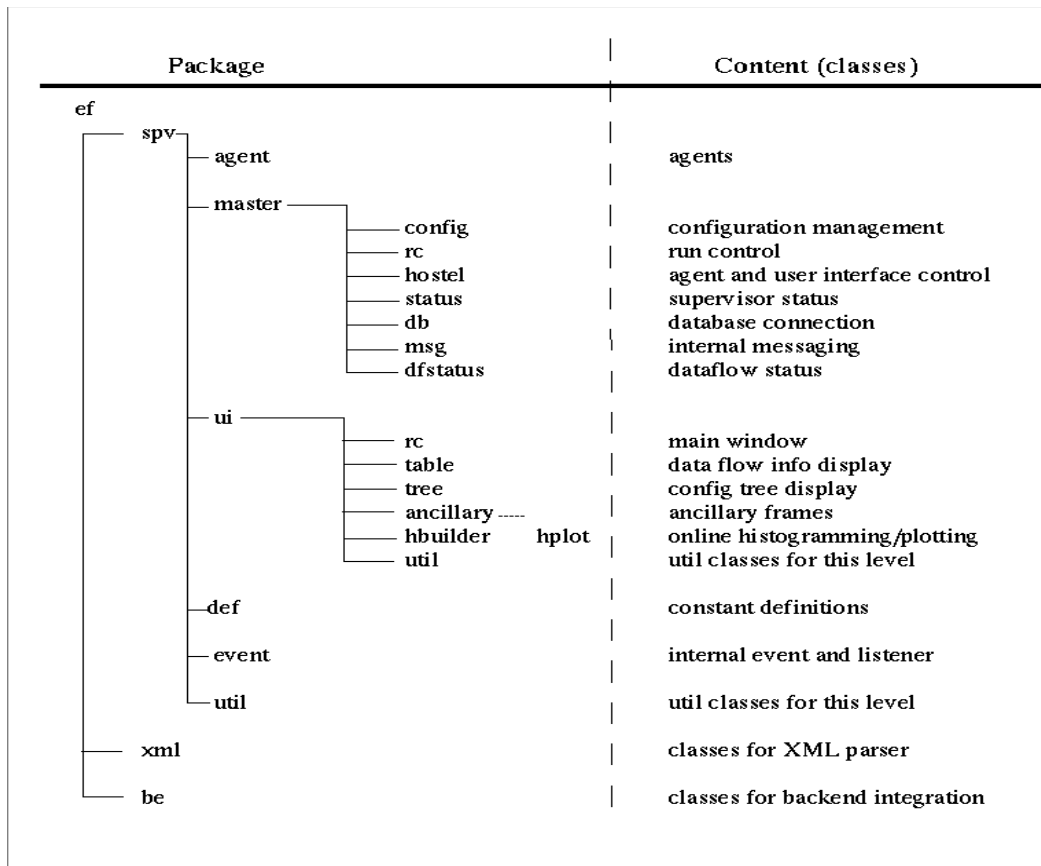 Package Content (classes)
ef
spv
agent agents
master
config configuration management
rc run control
hostel agent and user interface control
status supervisor status
db database connection
msg internal messaging
dfstatus dataflow status
ui
rc main window
table data flow info display
tree config tree display
ancillary ancillary frames
hbuilder hplot online histogramming/plotting
util util classes for this level
def constant definitions
event internal event and listener
util util classes for this level
xml classes for XML parser
be classes for backend integration